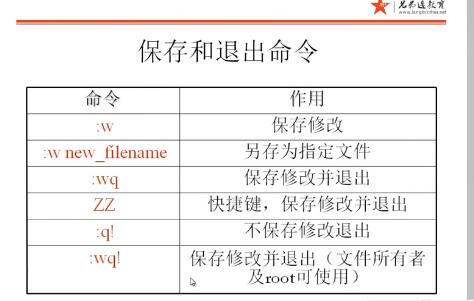 兄弟连教育
www.lampbrother.net
保存和退出命令
命令 作用
:w 保存修改
:w new_filename 另存为指定文件
:wq 保存修改并退出
ZZ 快捷键，保存修改并退出
:q! 不保存修改退出
:wq! 保存修改并退出（文件所有者
及root可使用）